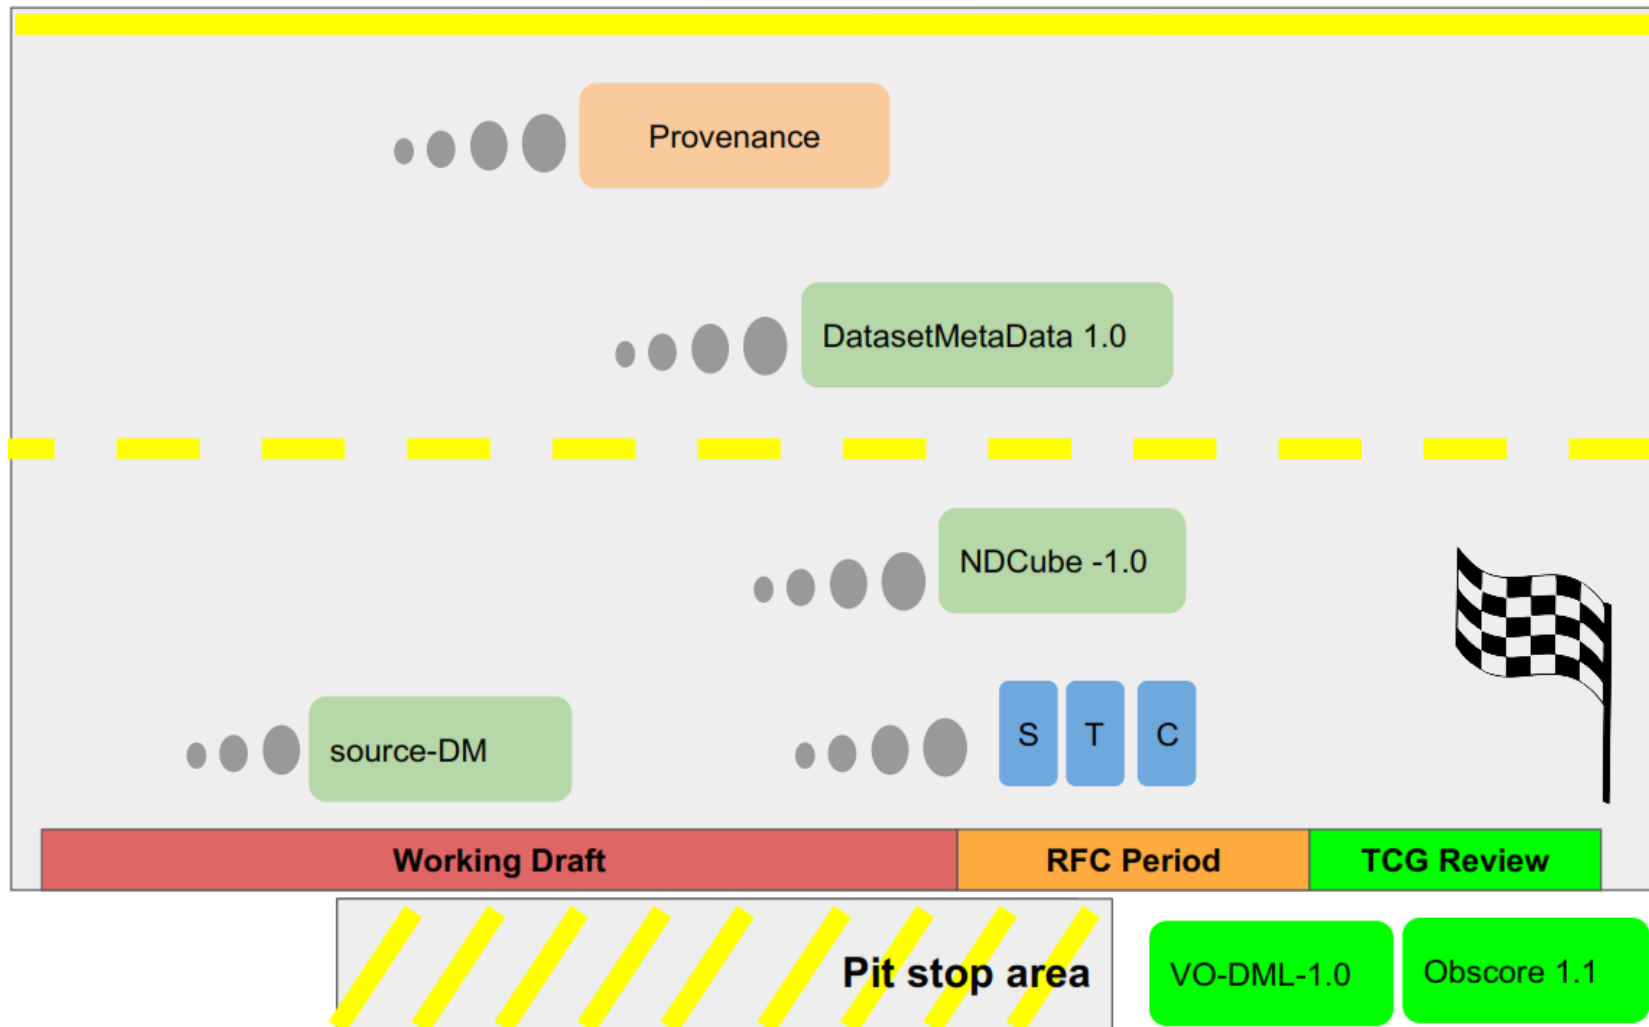 Provenance
DatasetMetaData 1.0
NDCube -1.0
source-DM
S T C
Working Draft
RFC Period
TCG Review
Pit stop area
VO-DML-1.0
Obscore 1.1